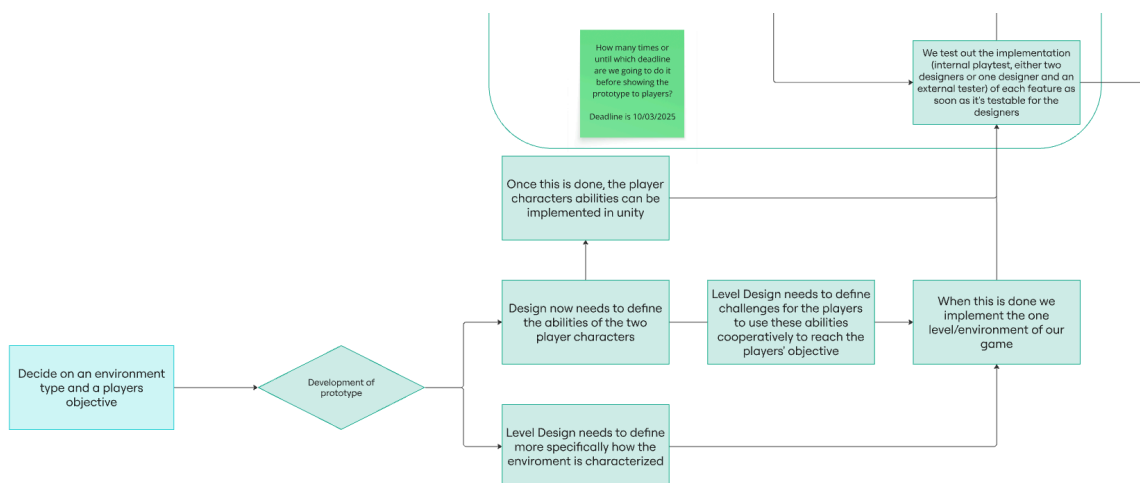 How many times or
until which deadline
are we going to do it
before showing the
prototype to players?
Deadline is 10/03/2025
We test out the implementation
(internal playtest, either two
designers or one designer and an
external tester) of each feature as
soon as it's testable for the
designers
Once this is done, the player
characters abilities can be
implemented in unity
Design now needs to define
the abilities of the two
player characters
Level Design needs to define
challenges for the players
to use these abilities
cooperatively to reach the
players' objective
When this is done we
implement the one
level/environment of our
game
Decide on an environment
type and a players
objective
Development of
prototype
Level Design needs to define
more specifically how the
enviroment is characterized